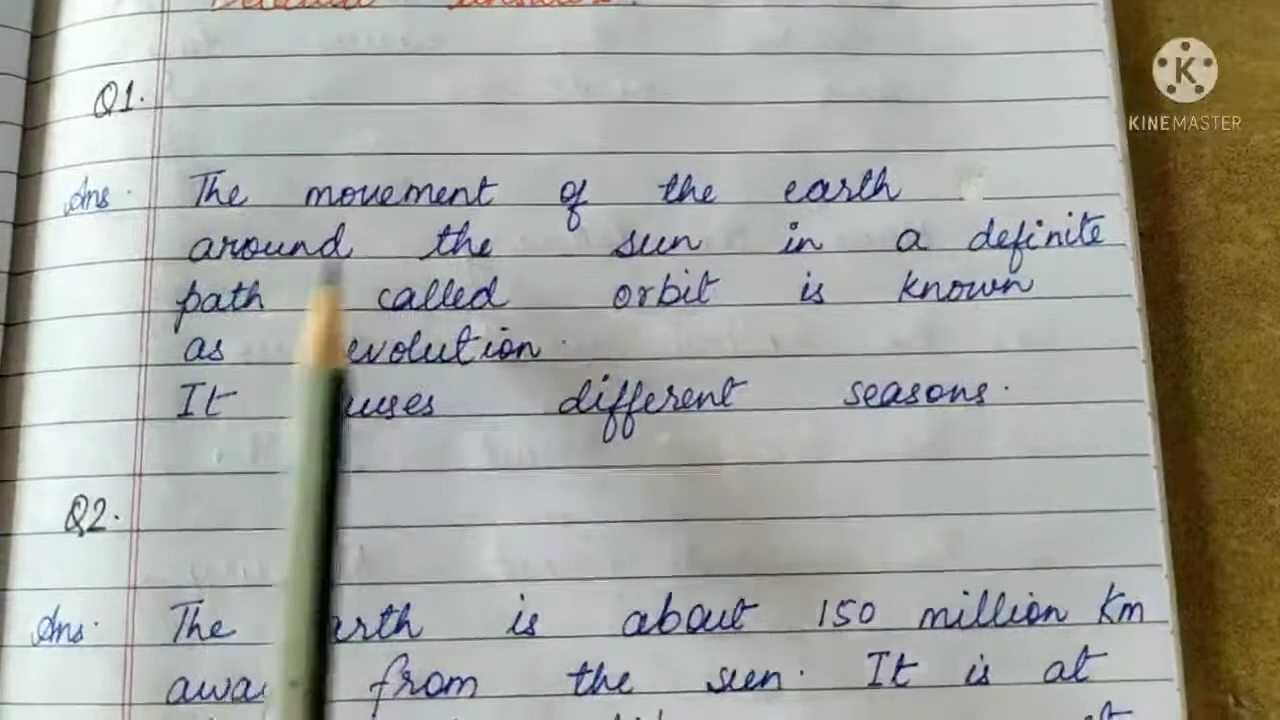 Q1.
Ans. The movement of the earth
around the sun in a definite
path called orbit is known
as evolution.
It uses different seasons.
Q2.
Ans. The rth is about 150 million Km
awa from the sun. It is at
KINEMASTER